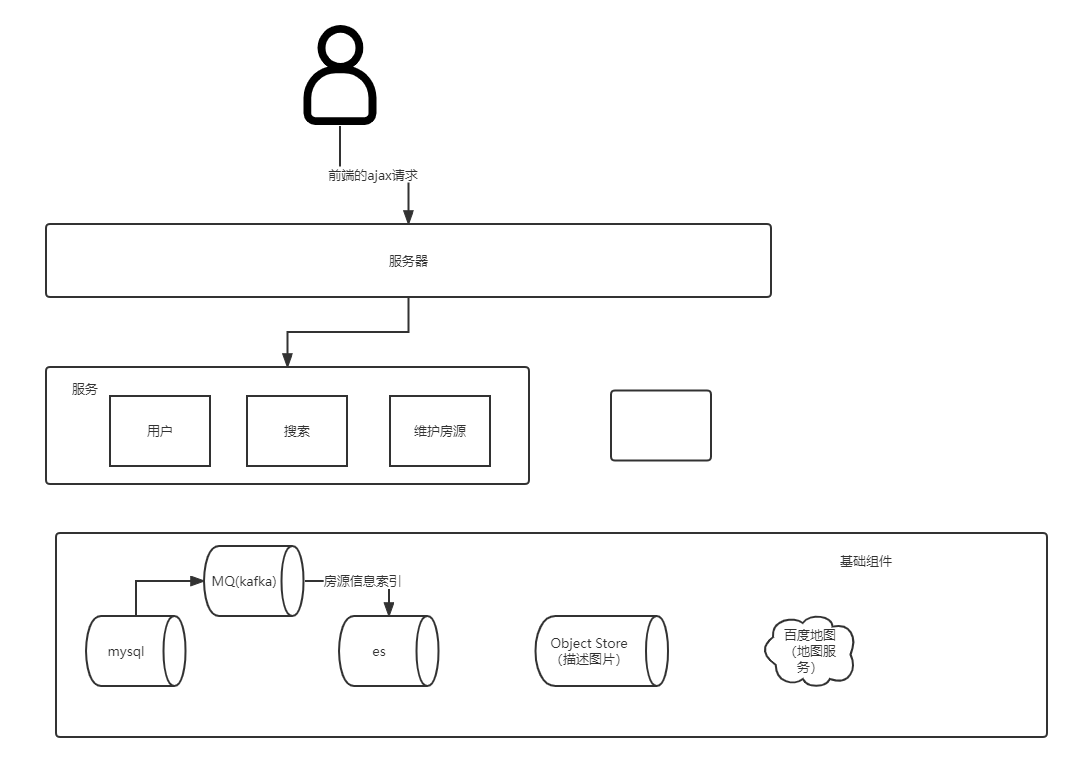 前端的ajax请求
服务器
服务
用户
搜索
维护房源
基础组件
MQ(kafka)
房源信息索引
mysql
es
Object Store
（描述图片）
百度地图
（地图服
务）